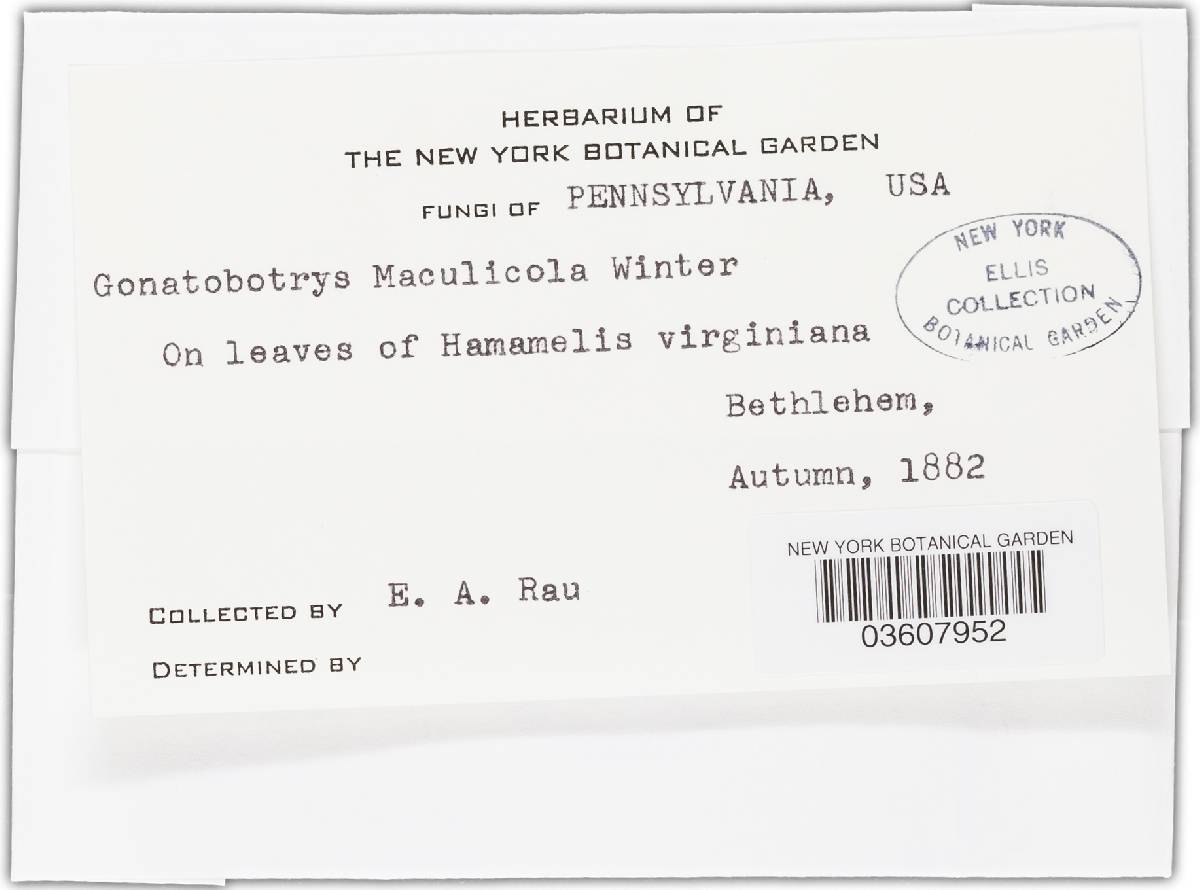 HERBARIUM OF
THE NEW YORK BOTANICAL GARDEN
FUNGI OF PENNSYLVANIA, USA
Gonatobotrys Maculicola Winter
NEW YORK
ELLIS
COLLECTION
BOTANICAL GARDEN
On leaves of Hamamelis virginiana
Bethlehem,
Autumn, 1882
NEW YORK BOTANICAL GARDEN
03607952
COLLECTED BY E. A. Rau
DETERMINED BY